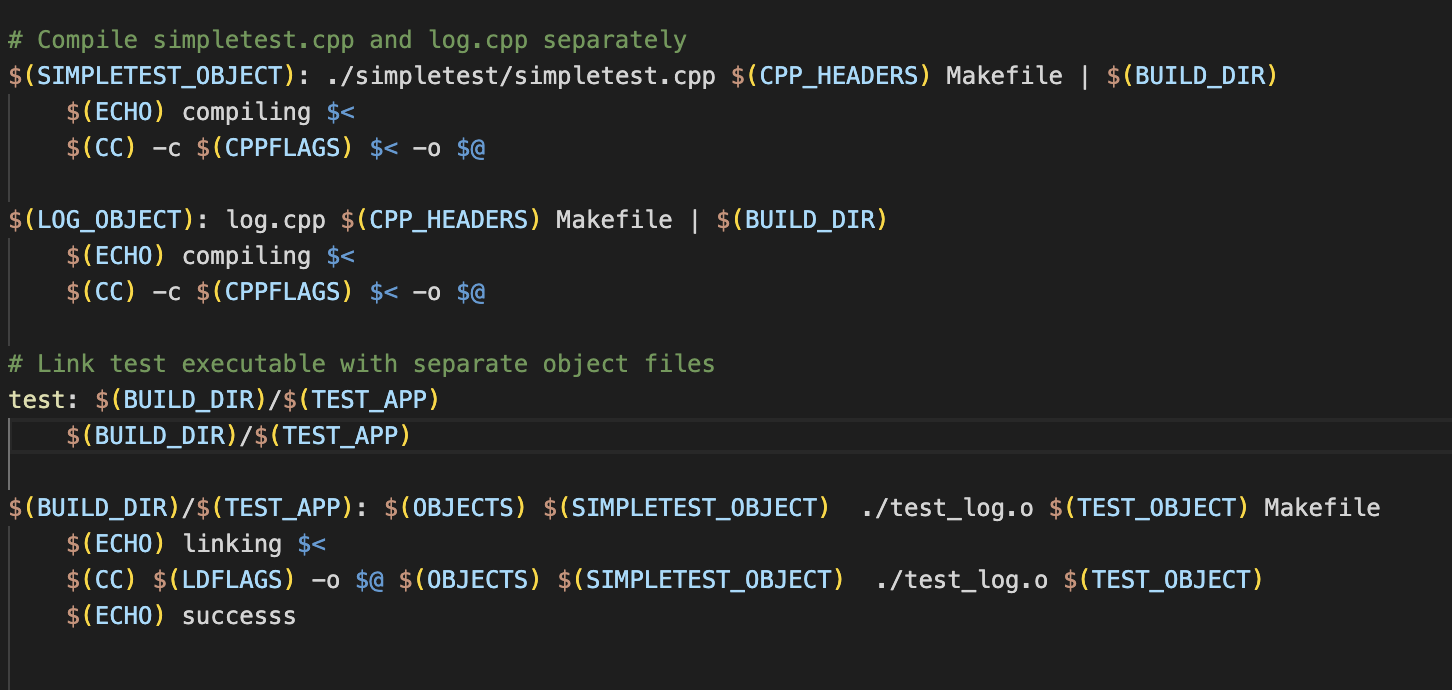 # Compile simpletest.cpp and log.cpp separately
$(SIMPLETEST_OBJECT): ./simpletest/simpletest.cpp $(CPP_HEADERS) Makefile | $(BUILD_DIR)
$(ECHO) compiling $<
$(CC) -c $(CPPFLAGS) $< -o $@
$(LOG_OBJECT): log.cpp $(CPP_HEADERS) Makefile | $(BUILD_DIR)
$(ECHO) compiling $<
$(CC) -c $(CPPFLAGS) $< -o $@
# Link test executable with separate object files
test: $(BUILD_DIR)/$(TEST_APP)
$(BUILD_DIR)/$(TEST_APP)
$(BUILD_DIR)/$(TEST_APP): $(OBJECTS) $(SIMPLETEST_OBJECT)  ./test_log.o $(TEST_OBJECT) Makefile
$(ECHO) linking $<
$(CC) $(LDFLAGS) -o $@ $(OBJECTS) $(SIMPLETEST_OBJECT)  ./test_log.o $(TEST_OBJECT)
$(ECHO) successs